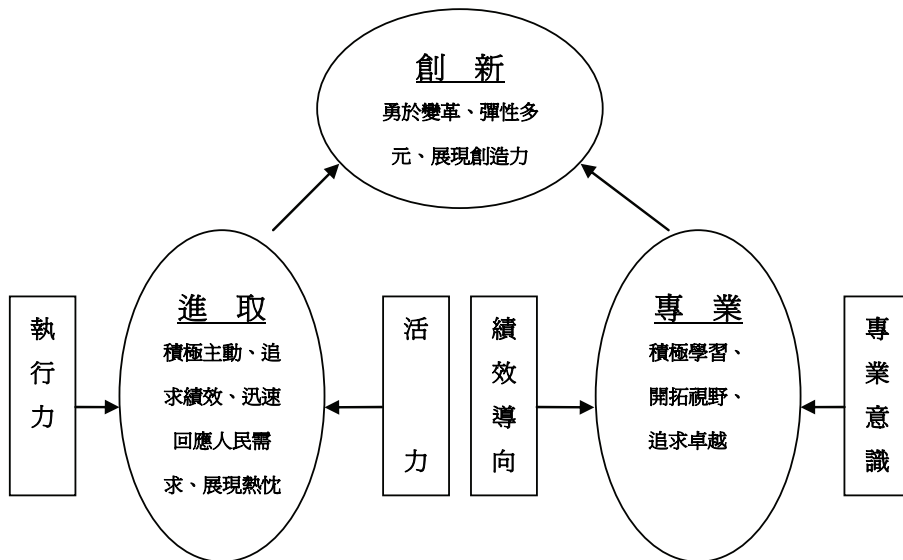 創 新
勇於變革、彈性多
元、展現創造力
進 取
積極主動、追
求績效、迅速
回應人民需
求、展現熱忱
專 業
積極學習、
開拓視野、
追求卓越
執行力
活力
績效導向
專業意識